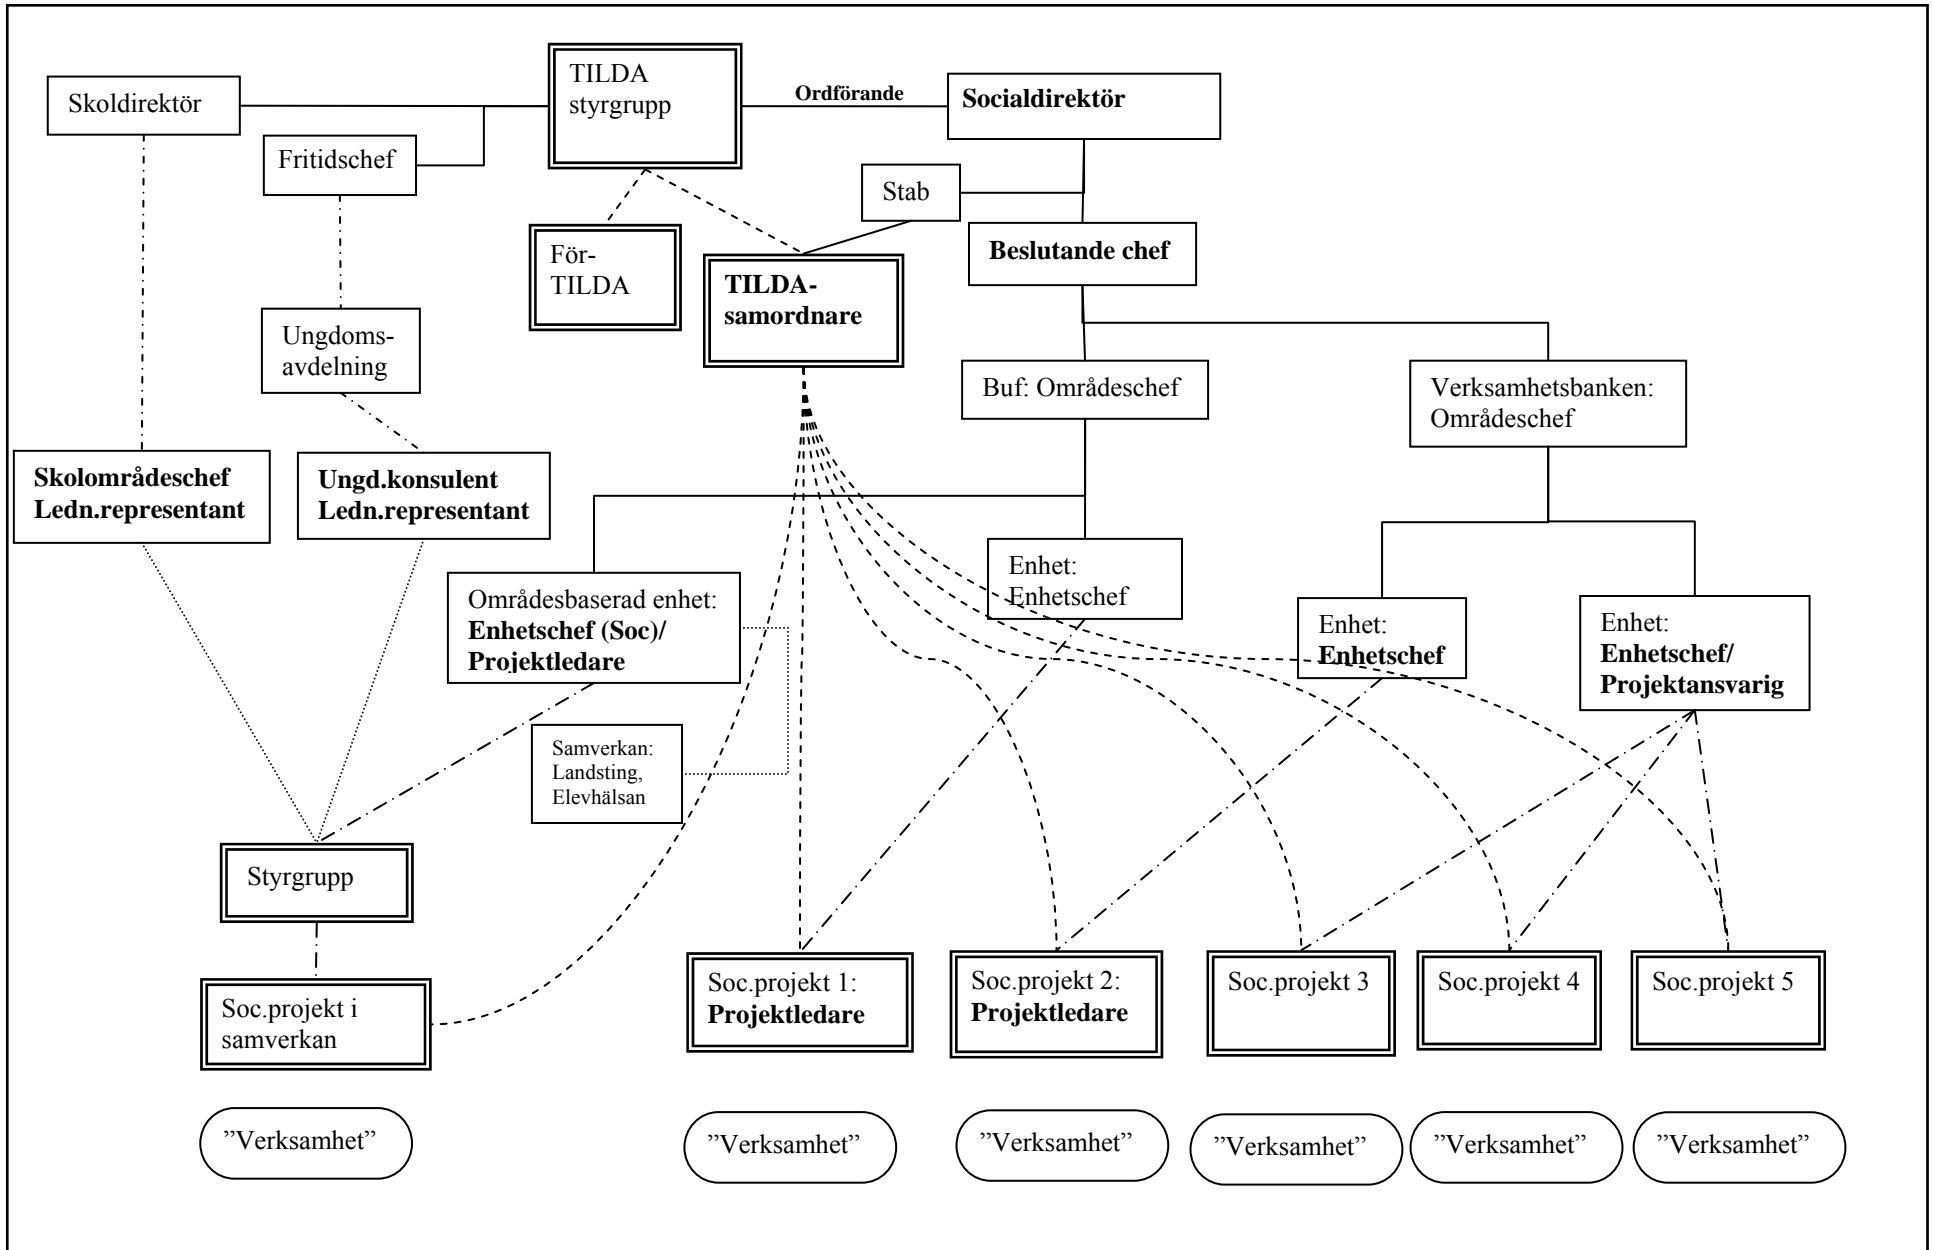 TILDA
styrgrupp
Skoldirektör
Ordförande
Socialdirektör
Fritidschef
Stab
För-
TILDA
TILDA-
samordnare
Beslutande chef
Ungdoms-
avdelning
Buf: Områdeschef
Verksamhetsbanken:
Områdeschef
Skolområdeschef
Ledn.representant
Ungd.konsulent
Ledn.representant
Enhet:
Enhetschef
Områdesbaserad enhet:
Enhetschef (Soc)/
Projektledare
Enhet:
Enhetschef
Enhet:
Enhetschef/
Projektansvarig
Samverkan:
Landsting,
Elevhälsan
Styrgrupp
Soc.projekt i
samverkan
Soc.projekt 1:
Projektledare
Soc.projekt 2:
Projektledare
Soc.projekt 3
Soc.projekt 4
Soc.projekt 5
”Verksamhet”
”Verksamhet”
”Verksamhet”
”Verksamhet”
”Verksamhet”
”Verksamhet”